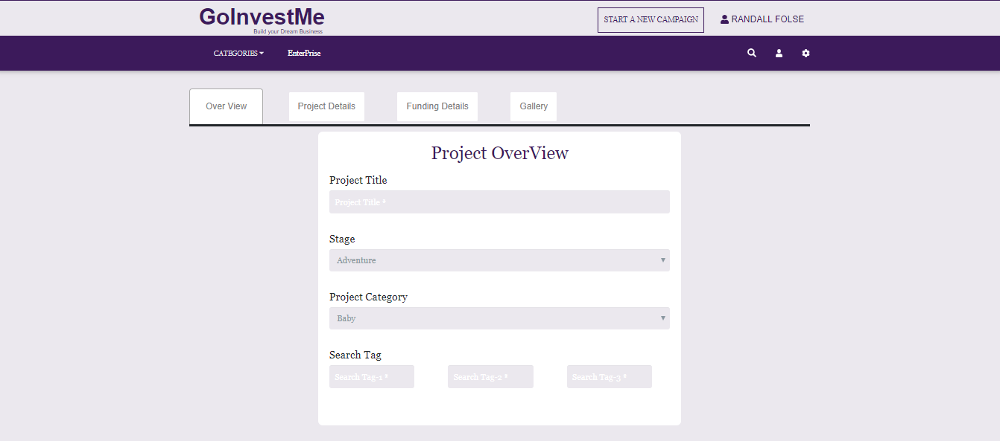 GoInvestMe
Build your Dream Business
START A NEW CAMPAIGN
RANDALL FOLSE
CATEGORIES
EnterPrise
Over View
Project Details
Funding Details
Gallery
Project OverView
Project Title
Project Title *
Stage
Adventure
Project Category
Baby
Search Tag
Search Tag-1 *
Search Tag-2 *
Search Tag-3 *